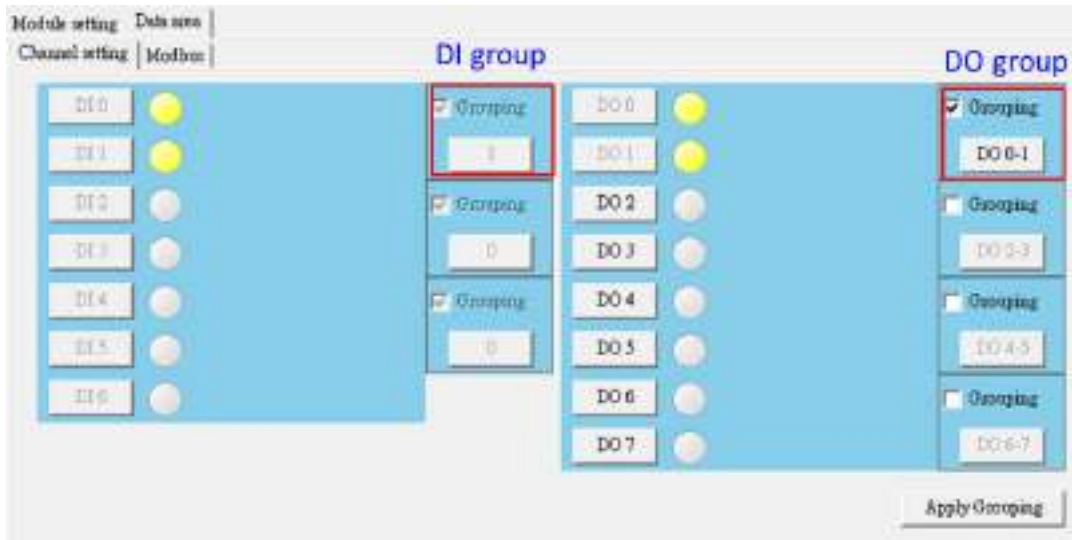 Module setting Data area
Channel setting Modbus
DI group
DO group
DI 0
Grouping
DO 0
Grouping
DI 1
DO 1
DO 0-1
DI 2
Grouping
DO 2
Grouping
DI 3
0
DO 3
DO 2-3
DI 4
Grouping
DO 4
Grouping
DI 5
0
DO 5
DO 4-5
DI 6
DO 6
Grouping
DO 7
DO 6-7
Apply Grouping